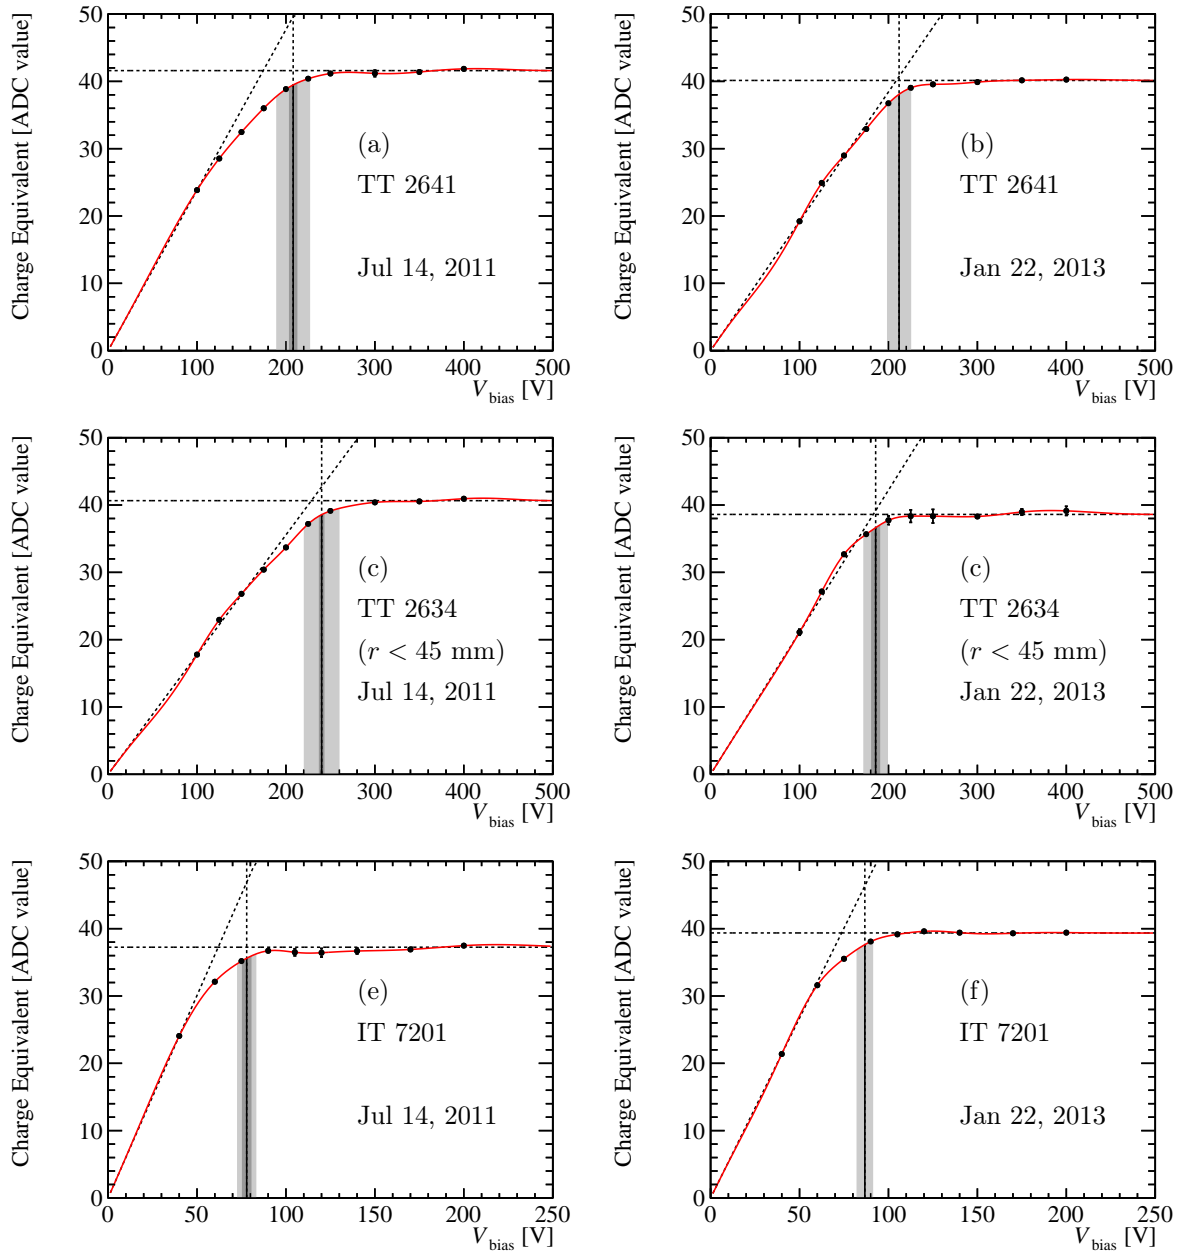 Charge Equivalent [ADC value]
50
40
30
20
10
0
(a)
TT 2641
Jul 14, 2011
0 100 200 300 400 500
V_bias [V]
Charge Equivalent [ADC value]
50
40
30
20
10
0
(b)
TT 2641
Jan 22, 2013
0 100 200 300 400 500
V_bias [V]
Charge Equivalent [ADC value]
50
40
30
20
10
0
(c)
TT 2634
(r < 45 mm)
Jul 14, 2011
0 100 200 300 400 500
V_bias [V]
Charge Equivalent [ADC value]
50
40
30
20
10
0
(c)
TT 2634
(r < 45 mm)
Jan 22, 2013
0 100 200 300 400 500
V_bias [V]
Charge Equivalent [ADC value]
50
40
30
20
10
0
(e)
IT 7201
Jul 14, 2011
0 50 100 150 200 250
V_bias [V]
Charge Equivalent [ADC value]
50
40
30
20
10
0
(f)
IT 7201
Jan 22, 2013
0 50 100 150 200 250
V_bias [V]